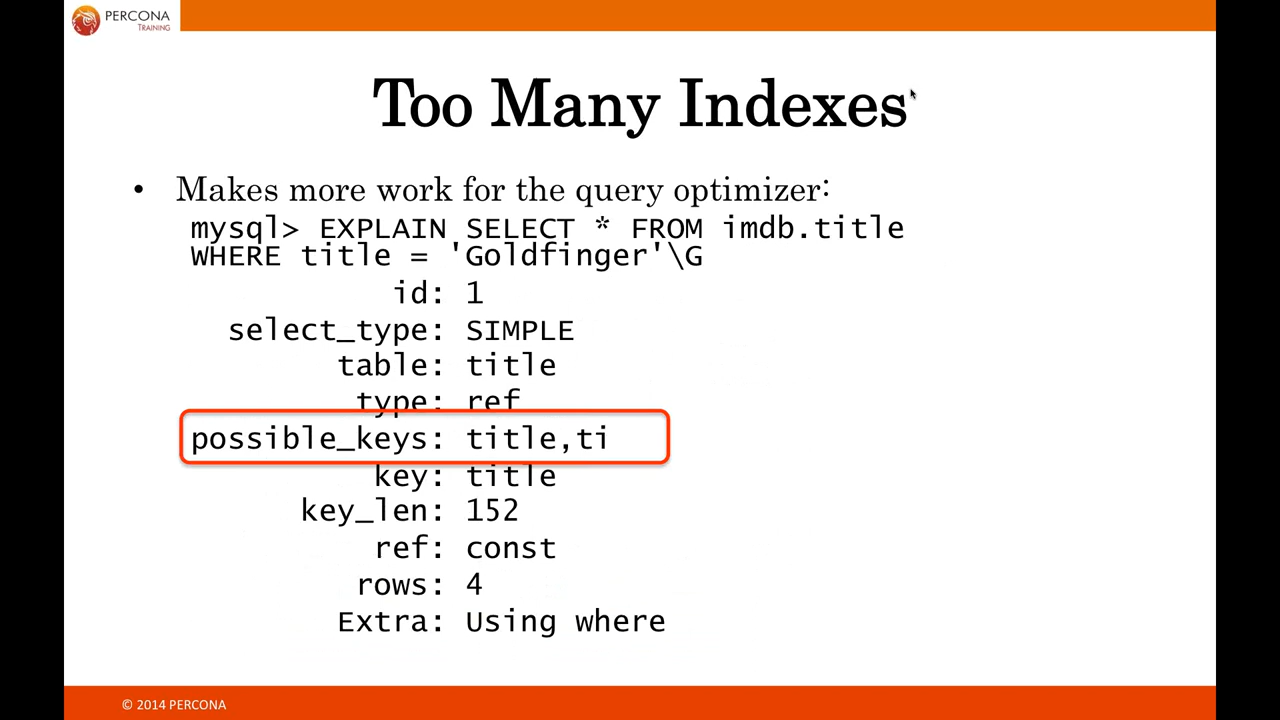 PERCONA
TRAINING
Too Many Indexes
• Makes more work for the query optimizer:
mysql> EXPLAIN SELECT * FROM imdb.title
WHERE title = 'Goldfinger'\G
id: 1
select_type: SIMPLE
table: title
type: ref
possible_keys: title,ti
key: title
key_len: 152
ref: const
rows: 4
Extra: Using where
© 2014 PERCONA